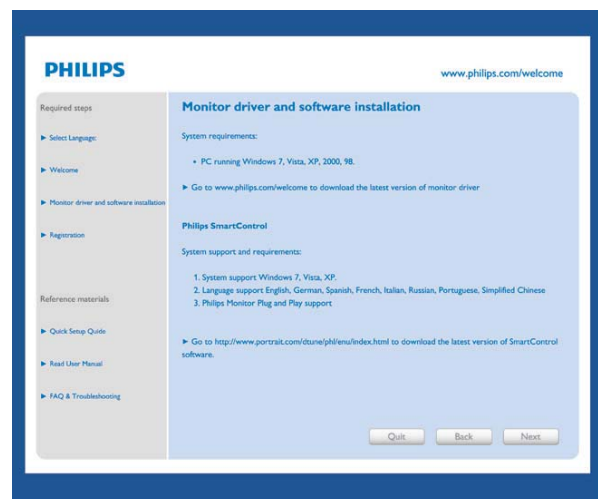 PHILIPS
www.philips.com/welcome
Required steps
► Select Language:
► Welcome
► Monitor driver and software installation
► Registration
Reference materials
► Quick Setup Quide
► Read User Manual
► FAQ & Troubleshooting
Monitor driver and software installation
System requirements:
• PC running Windows 7, Vista, XP, 2000, 98.
► Go to www.philips.com/welcome to download the latest version of monitor driver
Philips SmartControl
System support and requirements:
1. System support Windows 7, Vista, XP.
2. Language support English, German, Spanish, French, Italian, Russian, Portuguese, Simplified Chinese
3. Philips Monitor Plug and Play support
► Go to http://www.portrait.com/dtune/phl/enu/index.html to download the latest version of SmartControl
software.
Quit
Back
Next